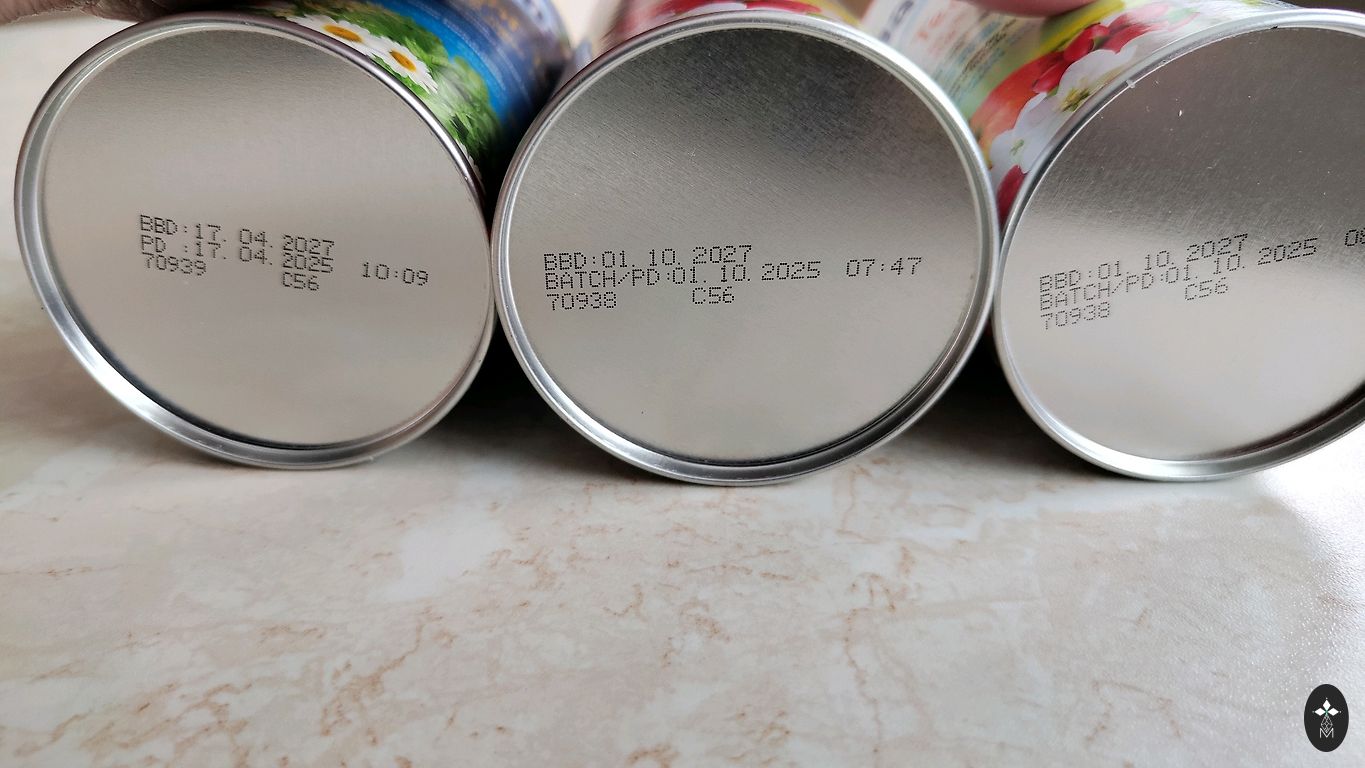 BBD:17. 04. 2027
PD :17. 04. 2025 10:09
70939 C56
BBD:01. 10. 2027
BATCH/PD:01. 10. 2025 07:47
70938 C56
BBD:01. 10. 2027
BATCH/PD:01. 10. 2025
70938 C56
M